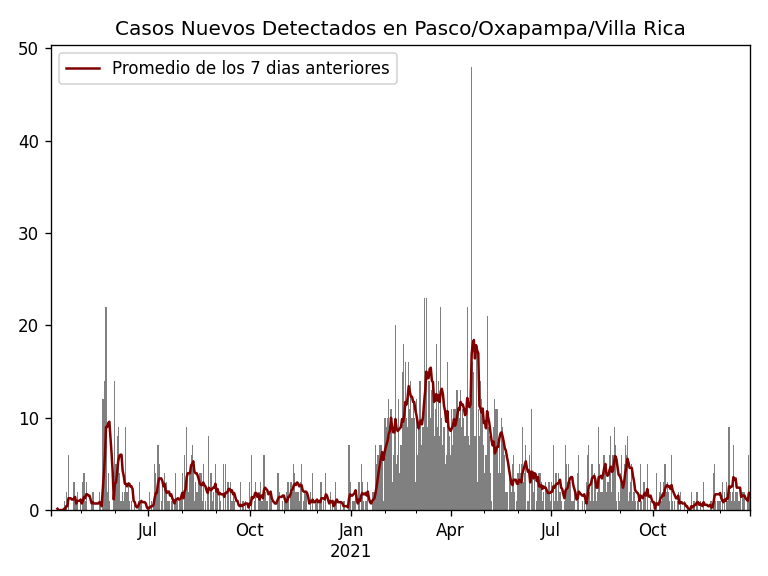 Casos Nuevos Detectados en Pasco/Oxapampa/Villa Rica
Promedio de los 7 dias anteriores
50
40
30
20
10
0
Jul
Oct
Jan
2021
Apr
Jul
Oct